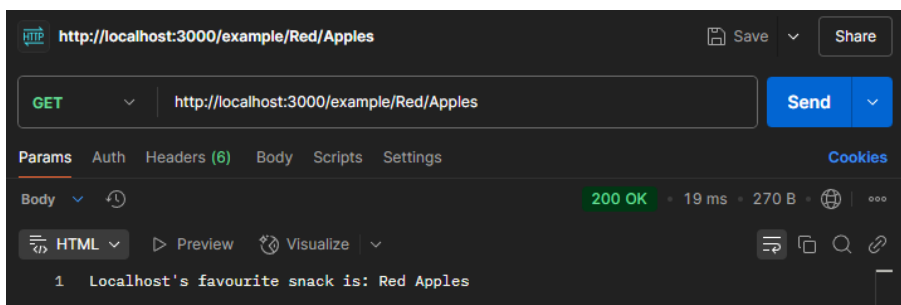 HTTP http://localhost:3000/example/Red/Apples Save Share
GET http://localhost:3000/example/Red/Apples Send
Params Auth Headers (6) Body Scripts Settings Cookies
Body 200 OK • 19 ms • 270 B •
</> HTML Preview Visualize
1 Localhost's favourite snack is: Red Apples